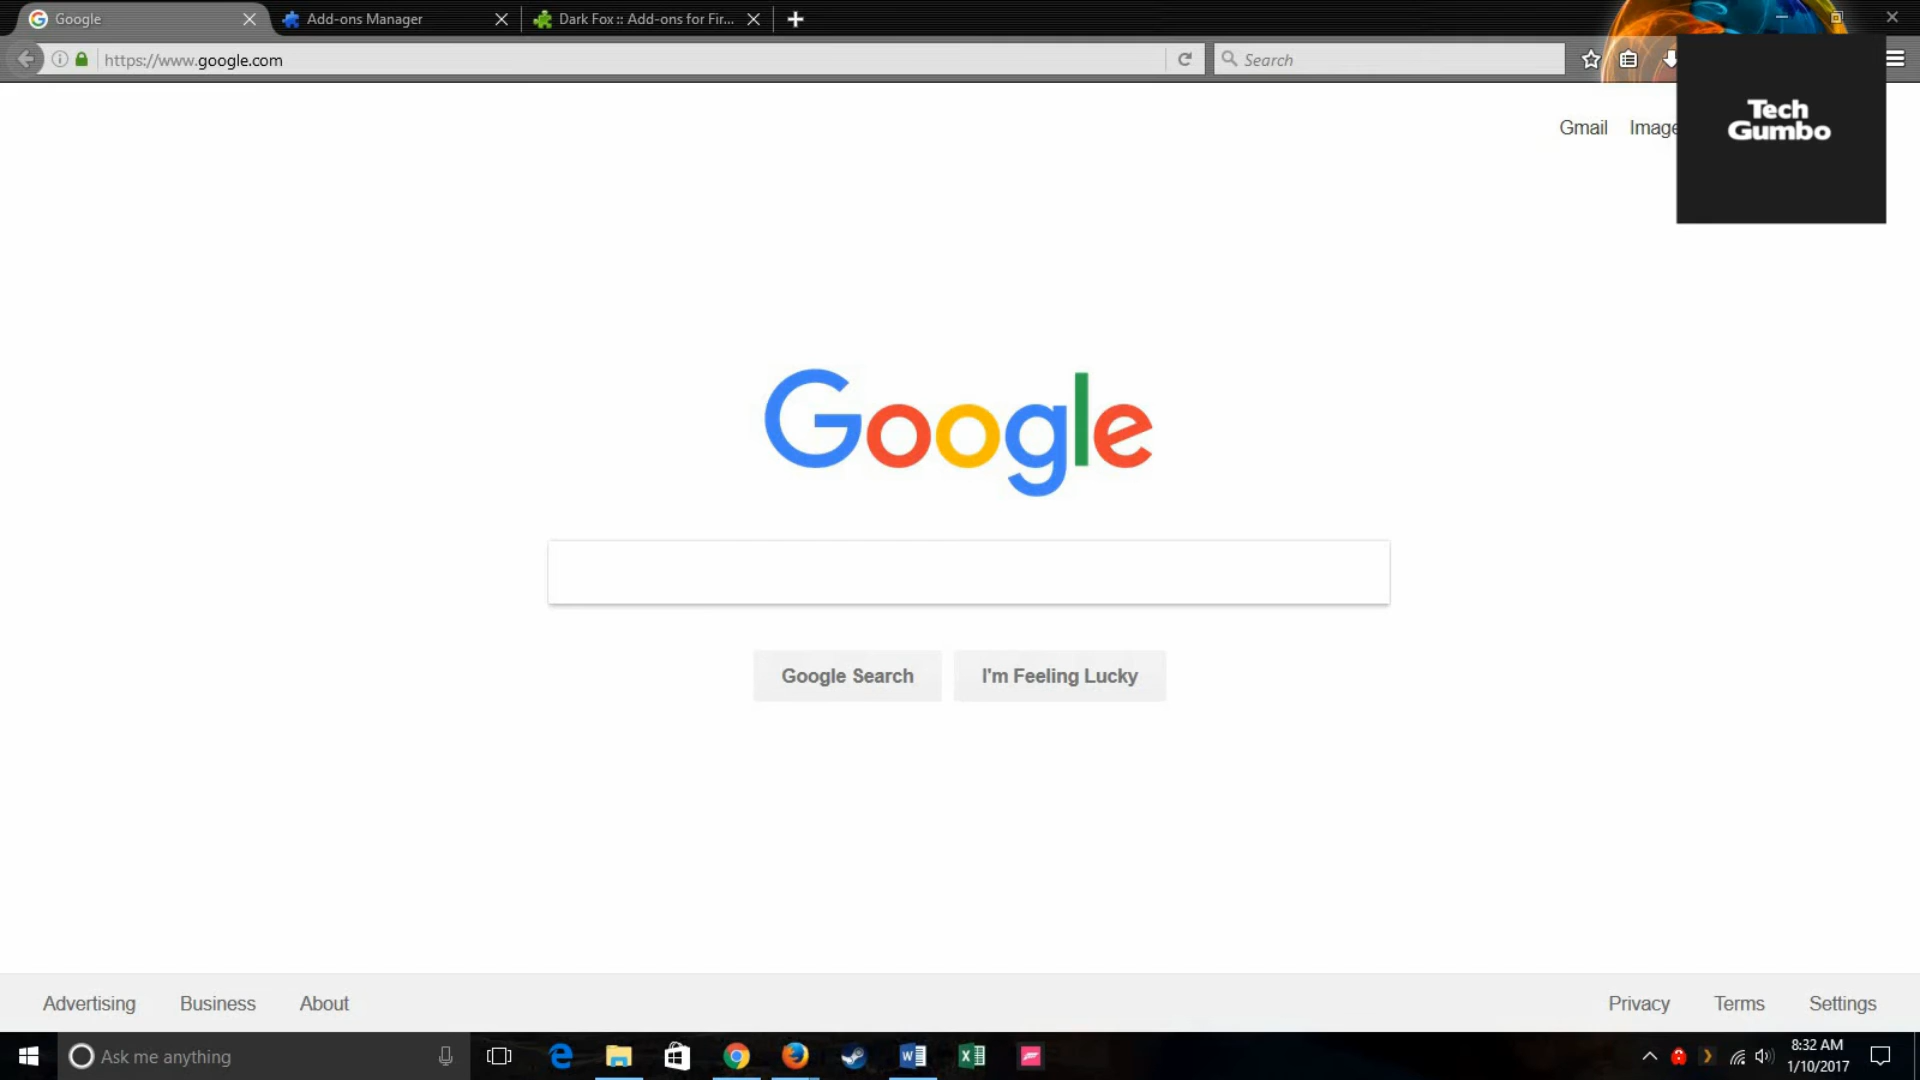 Google
Add-ons Manager
Dark Fox :: Add-ons for Fir...
https://www.google.com
Search
Gmail
Image
Tech
Gumbo
Google
Google Search
I'm Feeling Lucky
Advertising
Business
About
Privacy
Terms
Settings
Ask me anything
8:32 AM
1/10/2017